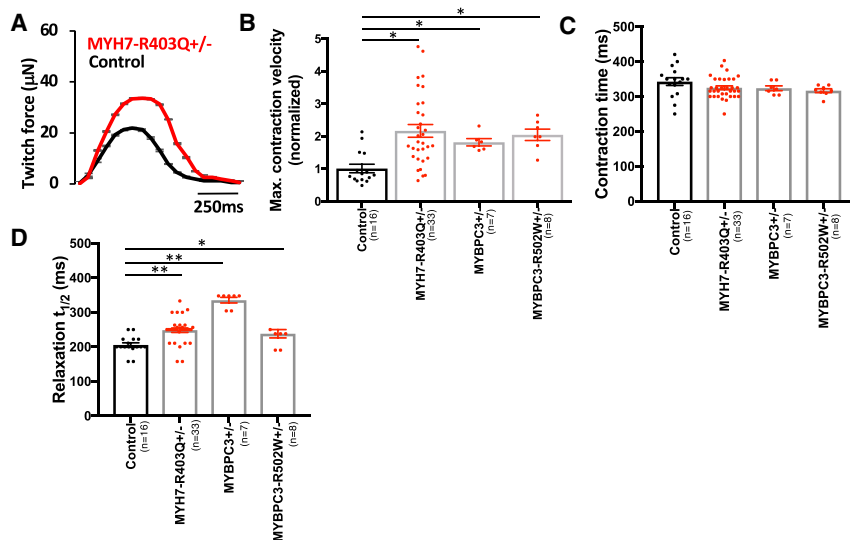 A
MYH7-R403Q+/-
Control
Twitch force (µN)
60
40
20
0
250ms
B
Max. contraction velocity
(normalized)
5
4
3
2
1
0
*
*
*
Control
(n=16)
MYH7-R403Q+/-
(n=33)
MYBPC3+/-
(n=7)
MYBPC3-R502W+/-
(n=8)
C
Contraction time (ms)
500
400
300
200
100
0
Control
(n=16)
MYH7-R403Q+/-
(n=33)
MYBPC3+/-
(n=7)
MYBPC3-R502W+/-
(n=8)
D
Relaxation t1/2 (ms)
500
400
300
200
100
0
*
**
**
Control
(n=16)
MYH7-R403Q+/-
(n=33)
MYBPC3+/-
(n=7)
MYBPC3-R502W+/-
(n=8)